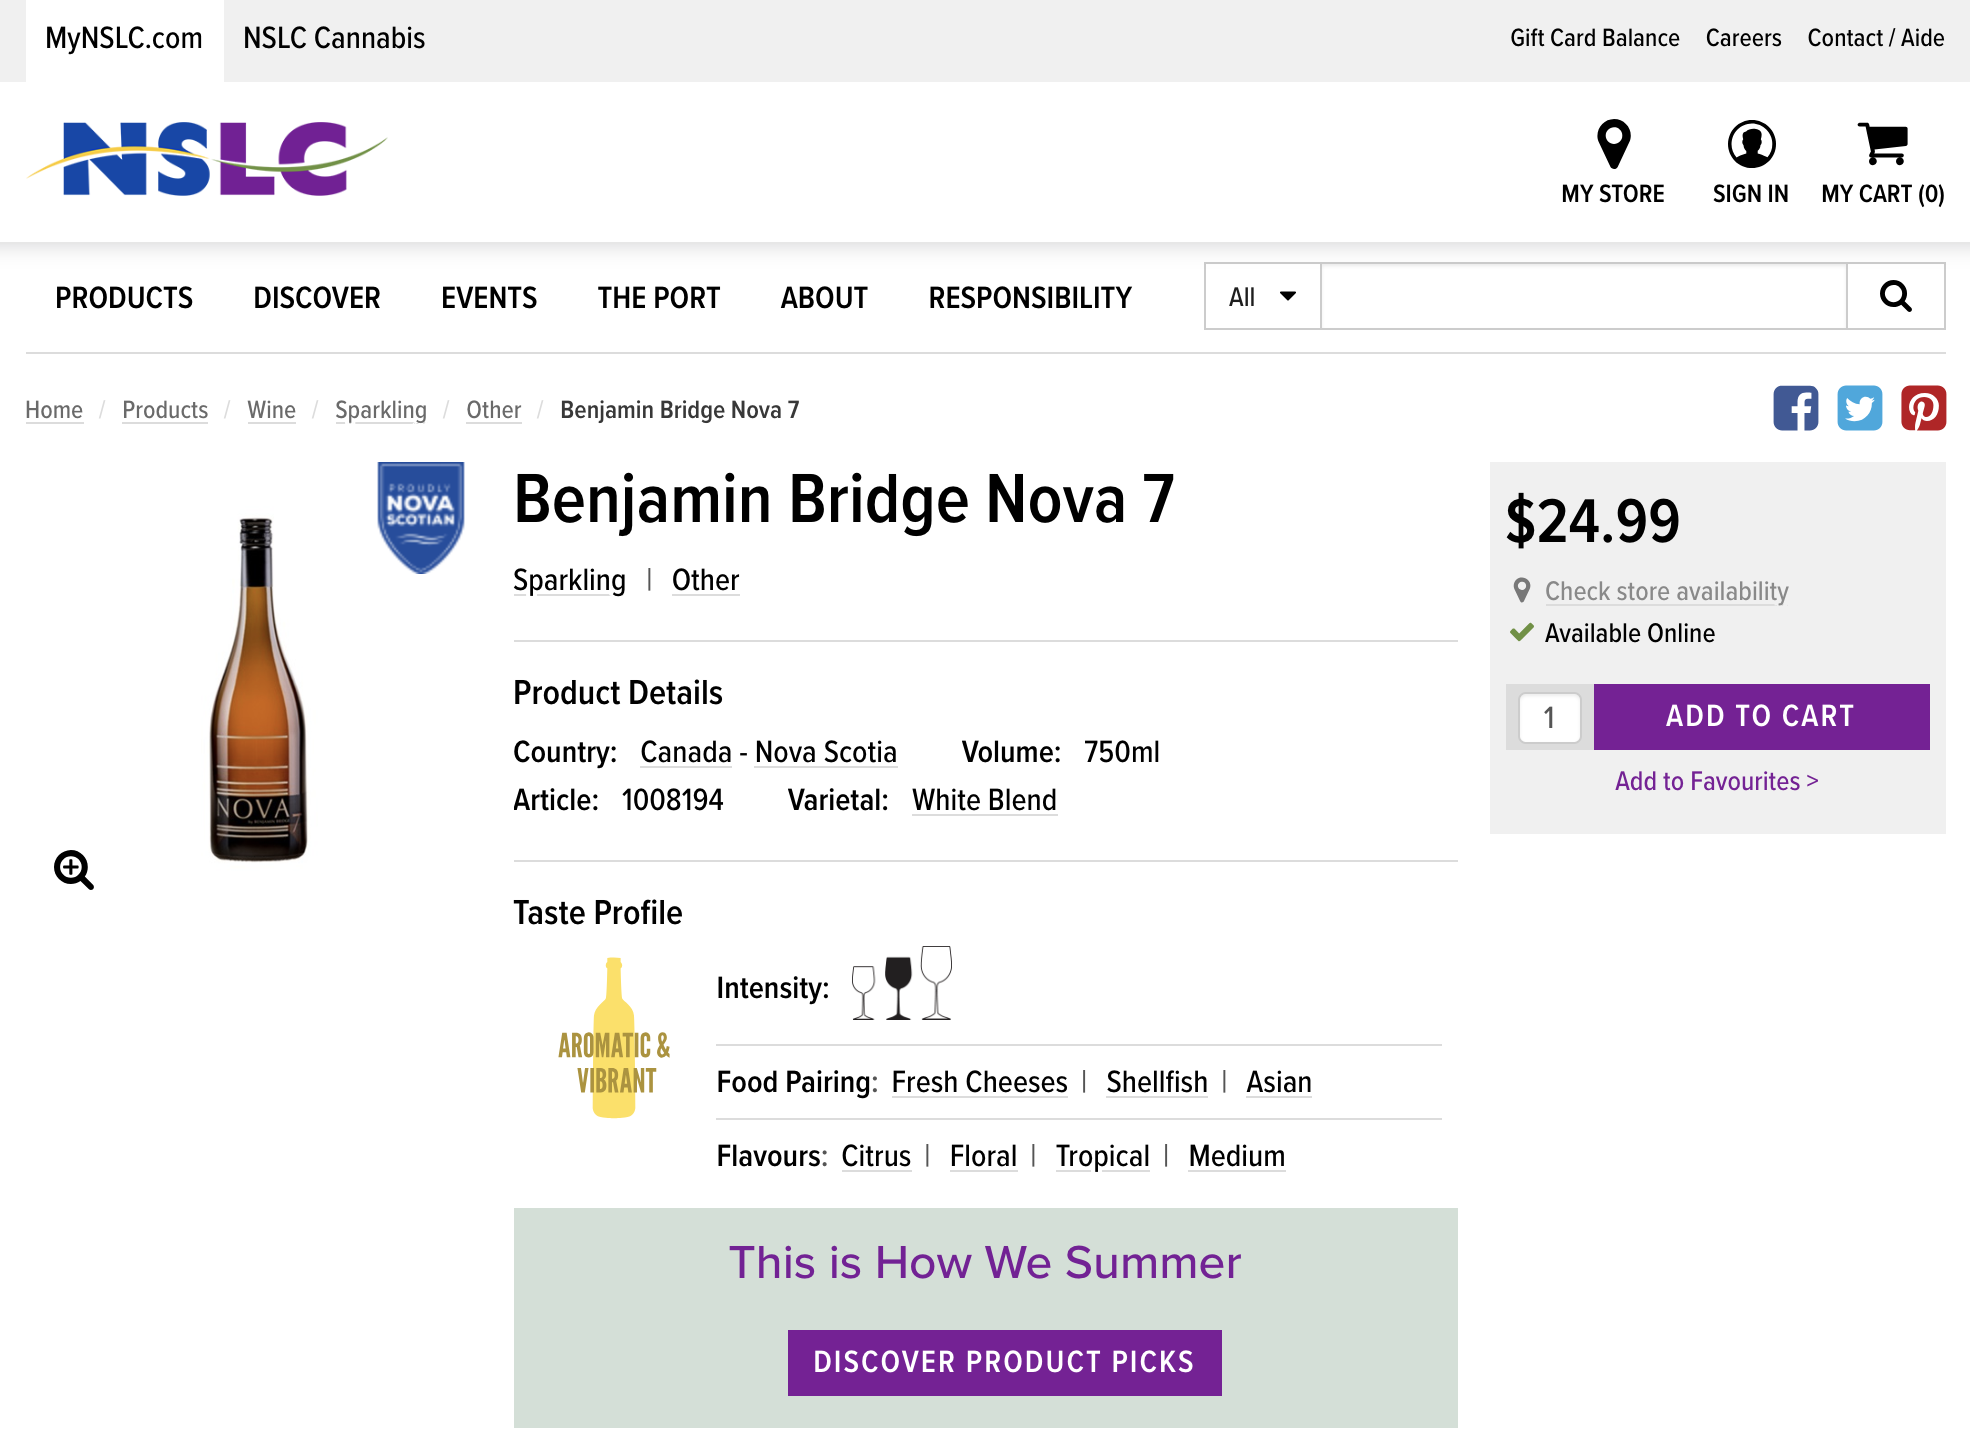 MyNSLC.com NSLC Cannabis Gift Card Balance Careers Contact / Aide
NSLC
MY STORE SIGN IN MY CART (0)
PRODUCTS DISCOVER EVENTS THE PORT ABOUT RESPONSIBILITY All
Home / Products / Wine / Sparkling / Other / Benjamin Bridge Nova 7
PROUDLY
NOVA
SCOTIAN
NOVA
7
Benjamin Bridge Nova 7
Sparkling | Other
Product Details
Country: Canada - Nova Scotia Volume: 750ml
Article: 1008194 Varietal: White Blend
Taste Profile
AROMATIC &
VIBRANT
Intensity:
Food Pairing: Fresh Cheeses | Shellfish | Asian
Flavours: Citrus | Floral | Tropical | Medium
This is How We Summer
DISCOVER PRODUCT PICKS
$24.99
Check store availability
Available Online
1 ADD TO CART
Add to Favourites >